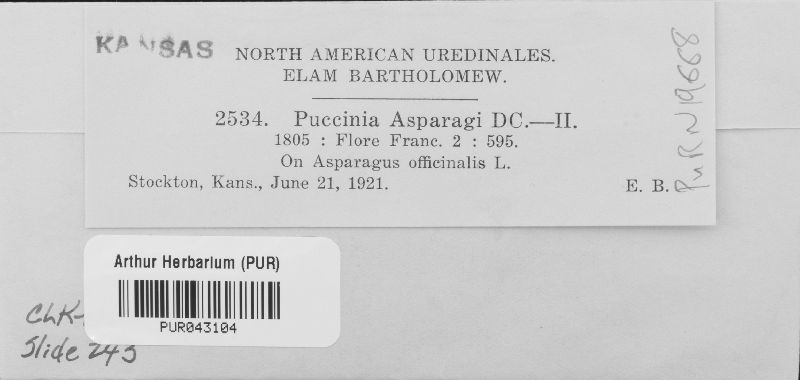 KANSAS
NORTH AMERICAN UREDINALES.
ELAM BARTHOLOMEW.
2534. Puccinia Asparagi DC.—II.
1805 : Flore Franc. 2 : 595.
On Asparagus officinalis L.
Stockton, Kans., June 21, 1921.
E. B.
PUR N19668
Arthur Herbarium (PUR)
PUR043104
Slide 243